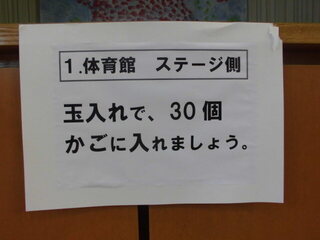 1.体育館　ステージ側
玉入れで、30個
かごに入れましょう。